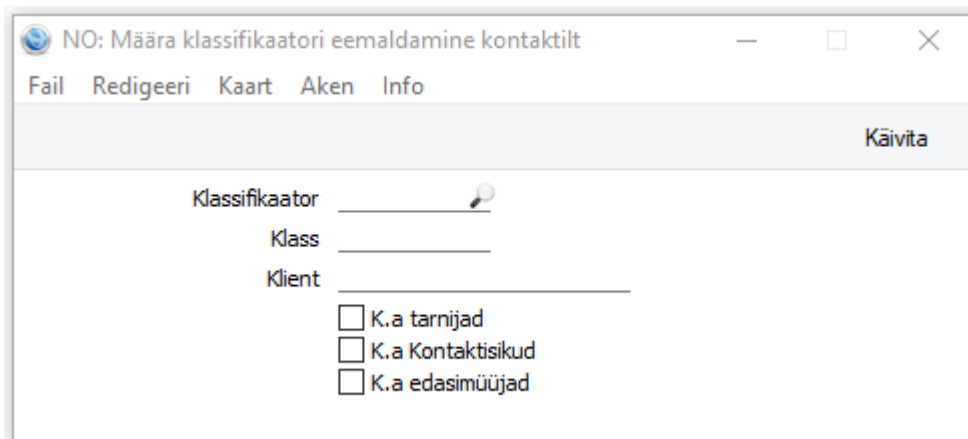 NO: Määra klassifikaatori eemaldamine kontaktilt
Fail Redigeeri Kaart Aken Info
Käivita
Klassifikaator
Klass
Klient
K.a tarnijad
K.a Kontaktisikud
K.a edasimüüjad